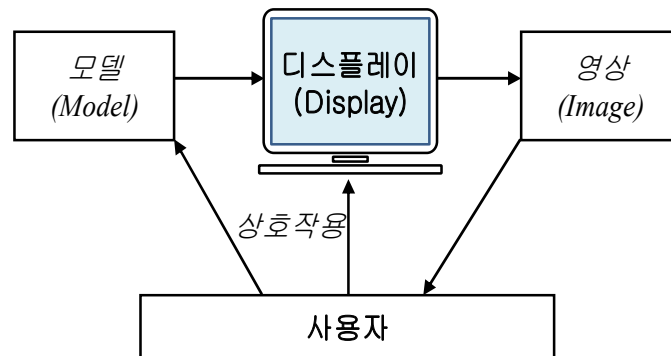 모델
(Model)
디스플레이
(Display)
영상
(Image)
상호작용
사용자